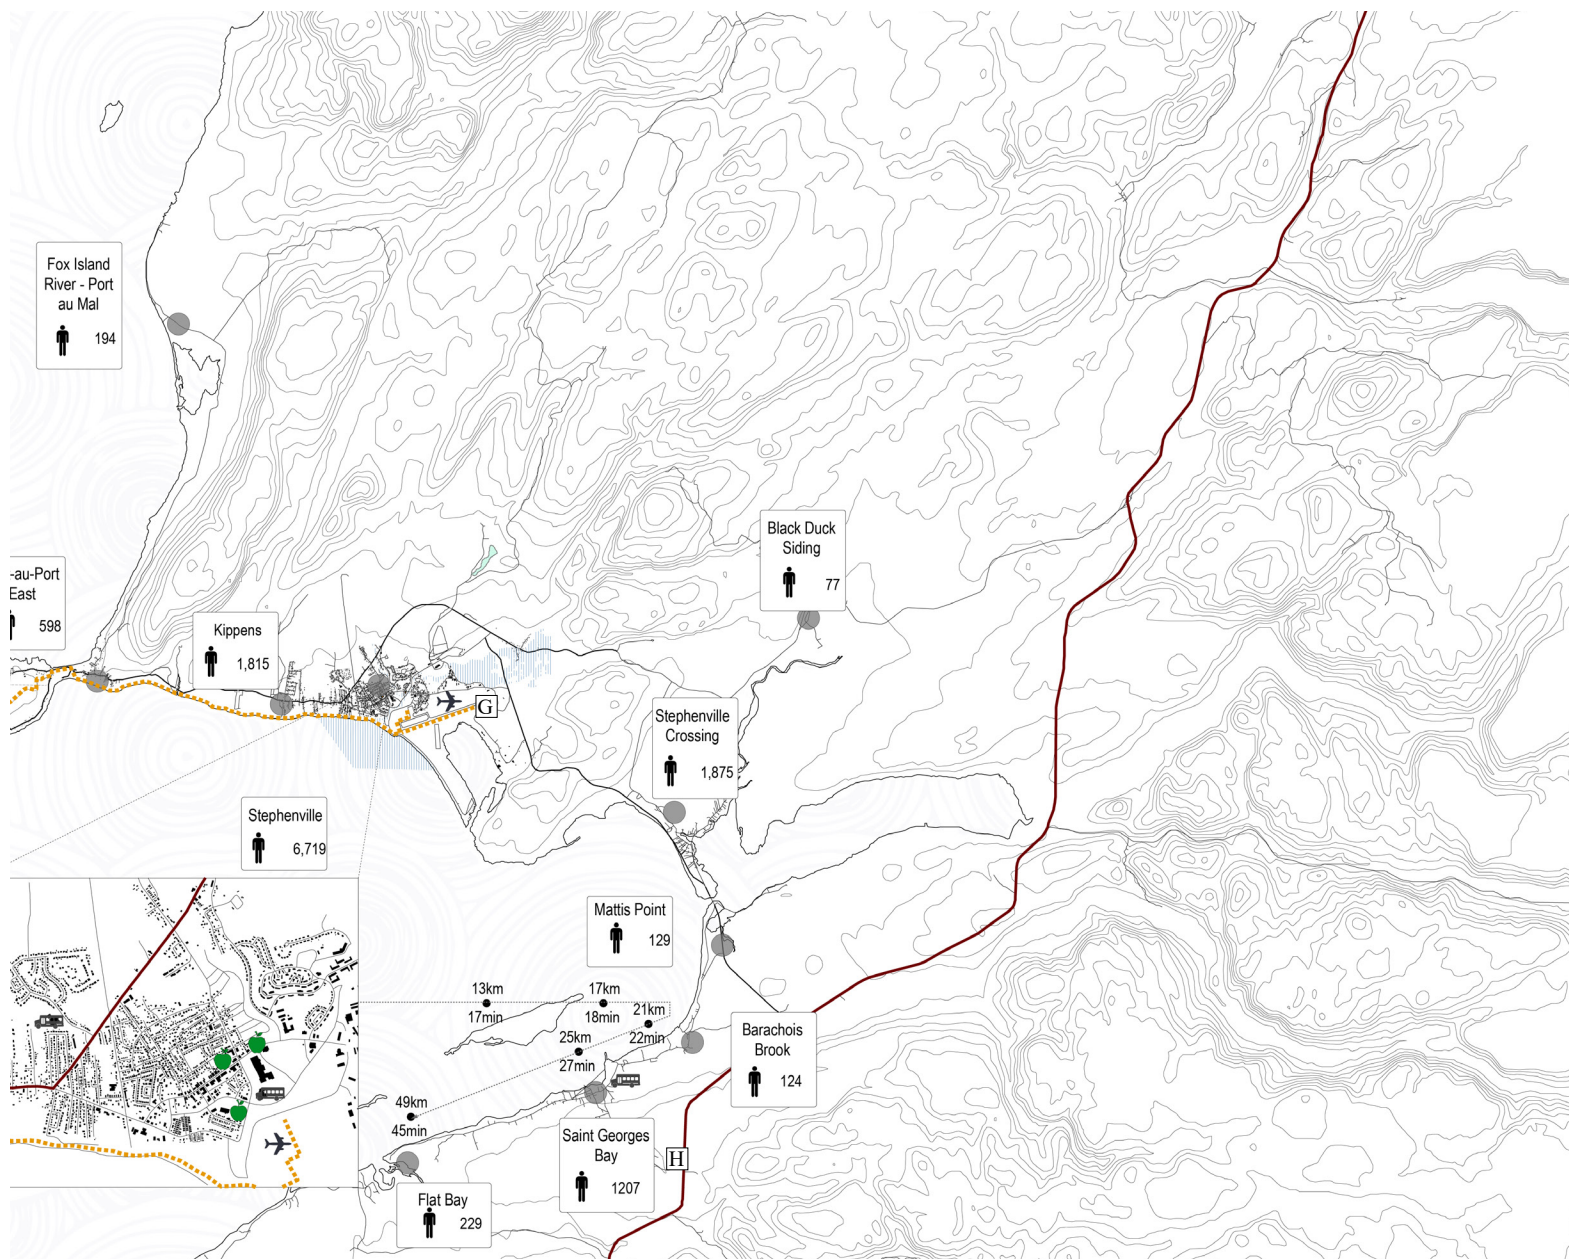 Fox Island
River - Port
au Mal
194
-au-Port
East
598
Kippens
1,815
Black Duck
Siding
77
G
Stephenville
Crossing
1,875
Stephenville
6,719
Mattis Point
129
13km
17min
17km
18min
21km
22min
25km
27min
49km
45min
Barachois
Brook
124
Saint Georges
Bay
1207
H
Flat Bay
229